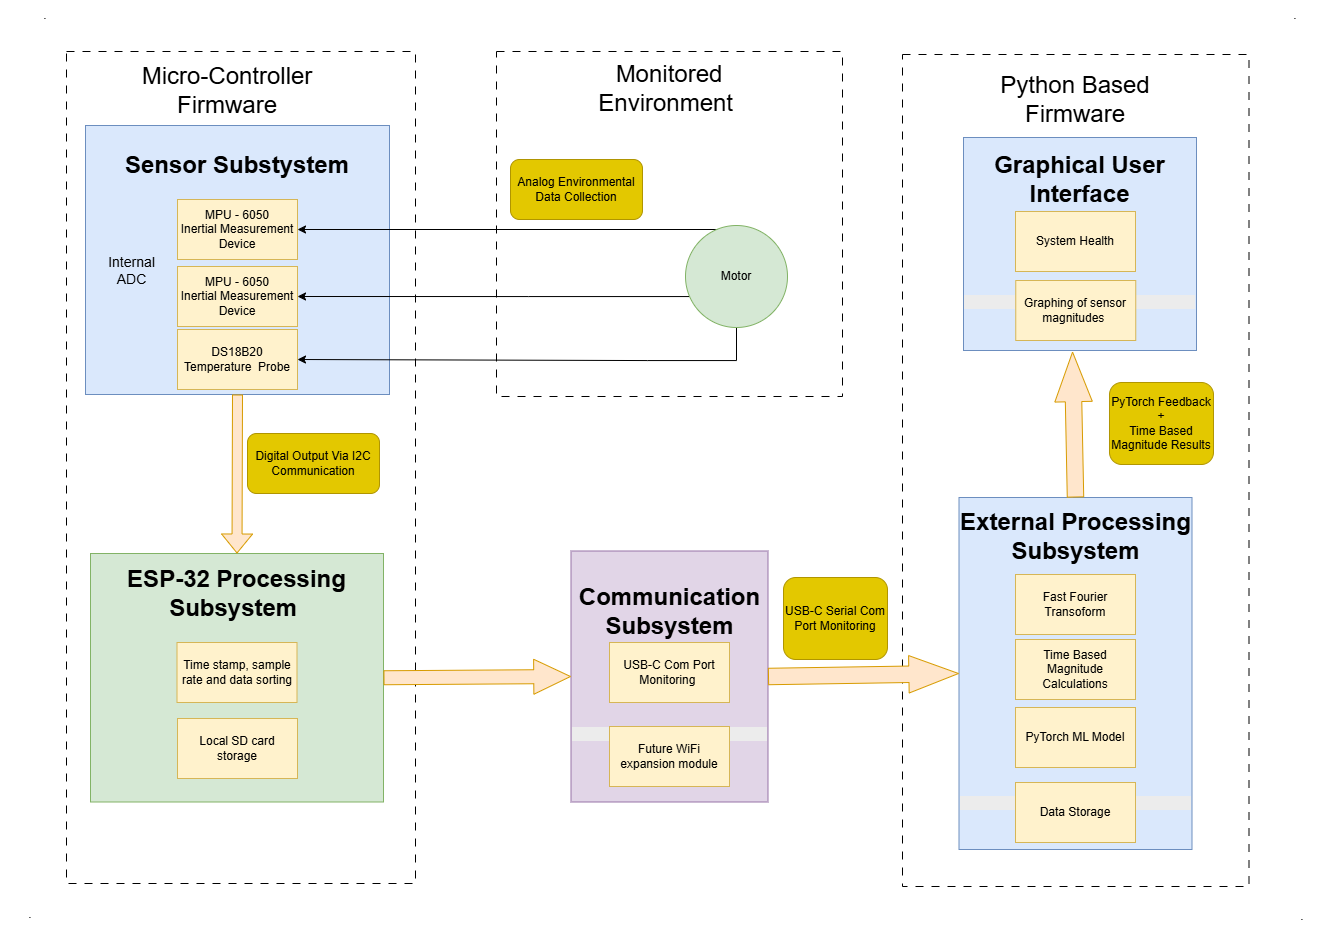 Micro-Controller
Firmware
Sensor Substystem
MPU - 6050
Inertial Measurement
Device
Internal
ADC
MPU - 6050
Inertial Measurement
Device
DS18B20
Temperature Probe
Digital Output Via I2C
Communication
ESP-32 Processing
Subsystem
Time stamp, sample
rate and data sorting
Local SD card
storage
Monitored
Environment
Analog Environmental
Data Collection
Motor
Communication
Subsystem
USB-C Com Port
Monitoring
Future WiFi
expansion module
USB-C Serial Com
Port Monitoring
Python Based
Firmware
Graphical User
Interface
System Health
Graphing of sensor
magnitudes
PyTorch Feedback
+
Time Based
Magnitude Results
External Processing
Subsystem
Fast Fourier
Transoform
Time Based
Magnitude
Calculations
PyTorch ML Model
Data Storage